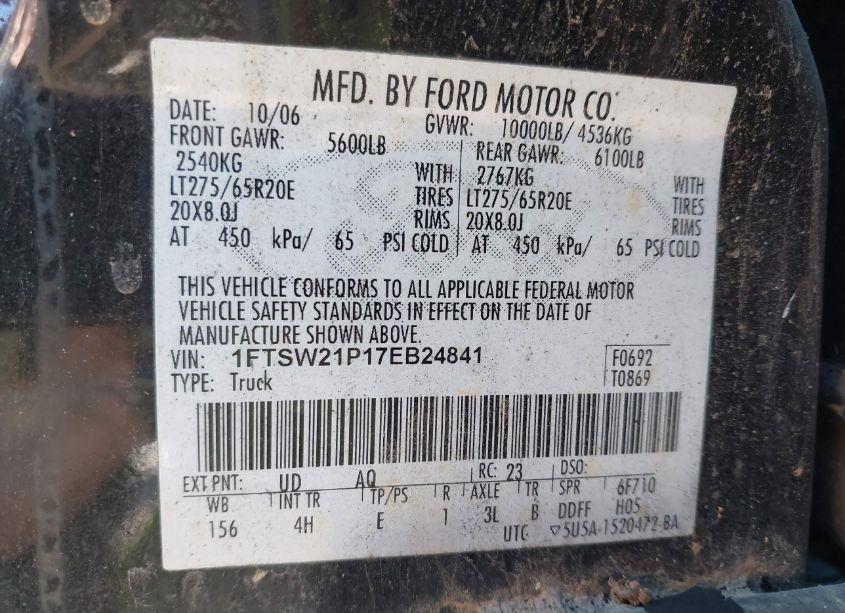 MFD. BY FORD MOTOR CO.
DATE: 10/06 GVWR: 10000LB/ 4536KG
FRONT GAWR: 5600LB REAR GAWR: 6100LB
2540KG WITH 2767KG WITH
LT275/65R20E TIRES LT275/65R20E TIRES
20X8.0J RIMS 20X8.0J RIMS
AT 450 kPa/ 65 PSI COLD AT 450 kPa/ 65 PSI COLD
THIS VEHICLE CONFORMS TO ALL APPLICABLE FEDERAL MOTOR
VEHICLE SAFETY STANDARDS IN EFFECT ON THE DATE OF
MANUFACTURE SHOWN ABOVE.
VIN: 1FTSW21P17EB24841 F0692
TYPE: Truck T0869
EXT PNT: UD AQ RC: 23 DSO:
WB INT TR TP/PS R AXLE TR SPR 6F710
156 4H E 1 3L B DDFF H05
UTC ▽5U5A-1520472-BA